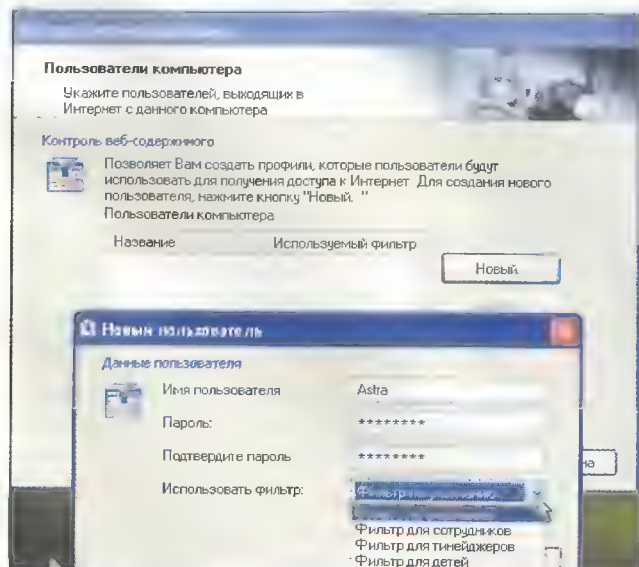 Пользователи компьютера
Укажите пользователей, выходящих в
Интернет с данного компьютера
Контроль веб-содержимого
Позволяет Вам создать профили, которые пользователи будут
использовать для получения доступа к Интернет Для создания нового
пользователя, нажмите кнопку "Новый. "
Пользователи компьютера
Название Используемый фильтр
Новый.
Новый пользователь
Данные пользователя
Имя пользователя Astra
Пароль: ********
Подтвердите пароль ********
на
Использовать фильтр:
Фильтр для сотрудников
Фильтр для тинейджеров
Фильтр для детей